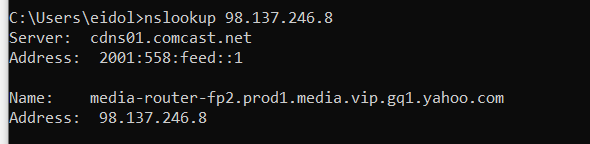 C:\Users\eidol>nslookup 98.137.246.8
Server:  cdns01.comcast.net
Address:  2001:558:feed::1

Name:    media-router-fp2.prod1.media.vip.gq1.yahoo.com
Address:  98.137.246.8